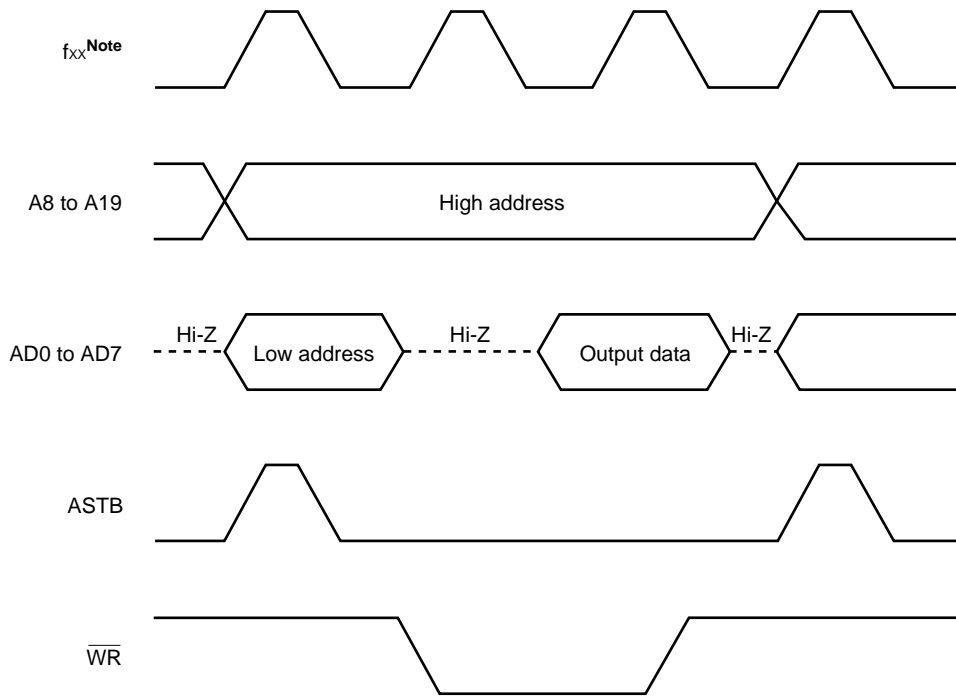 fXXNote
A8 to A19
High address
AD0 to AD7
Hi-Z
Low address
Hi-Z
Output data
Hi-Z
ASTB
WR